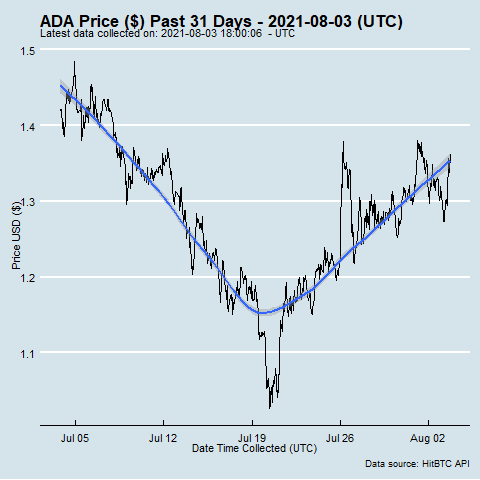 ADA Price ($) Past 31 Days - 2021-08-03 (UTC)
Latest data collected on: 2021-08-03 18:00:06 - UTC
1.5
1.4
1.3
1.2
1.1
Price USD ($)
Jul 05
Jul 12
Jul 19
Jul 26
Aug 02
Date Time Collected (UTC)
Data source: HitBTC API